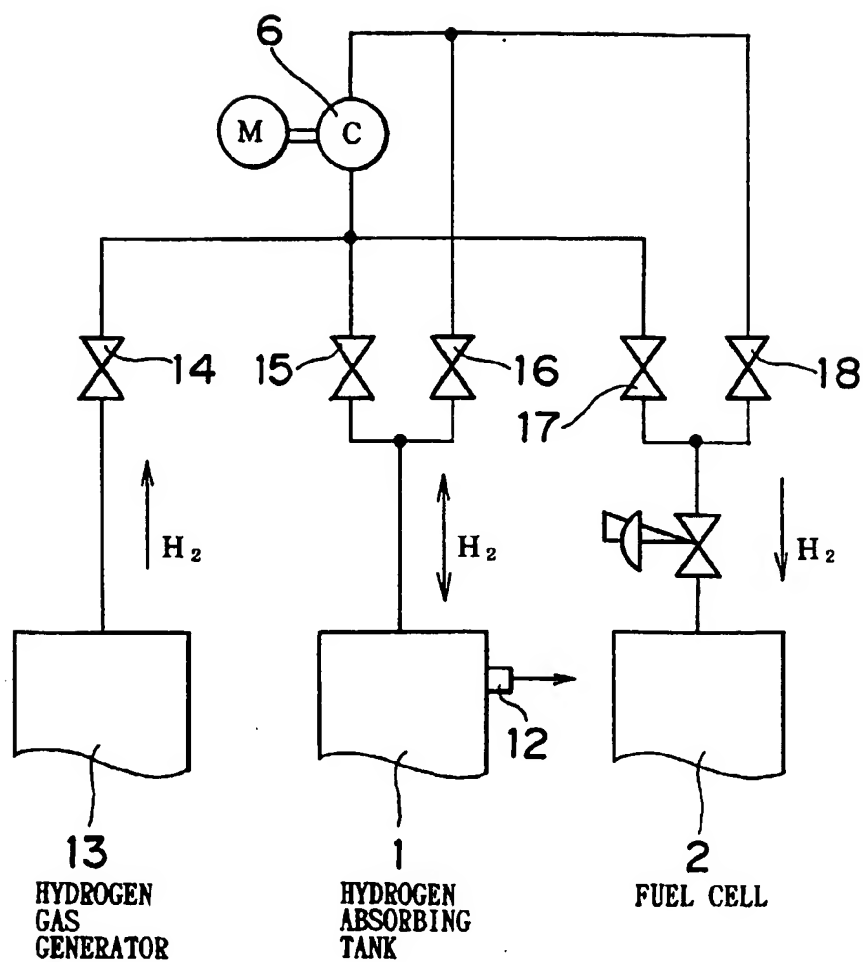 6
M
C
14
15
16
17
18
H₂
H₂
H₂
12
13
1
2
HYDROGEN
GAS
GENERATOR
HYDROGEN
ABSORBING
TANK
FUEL CELL